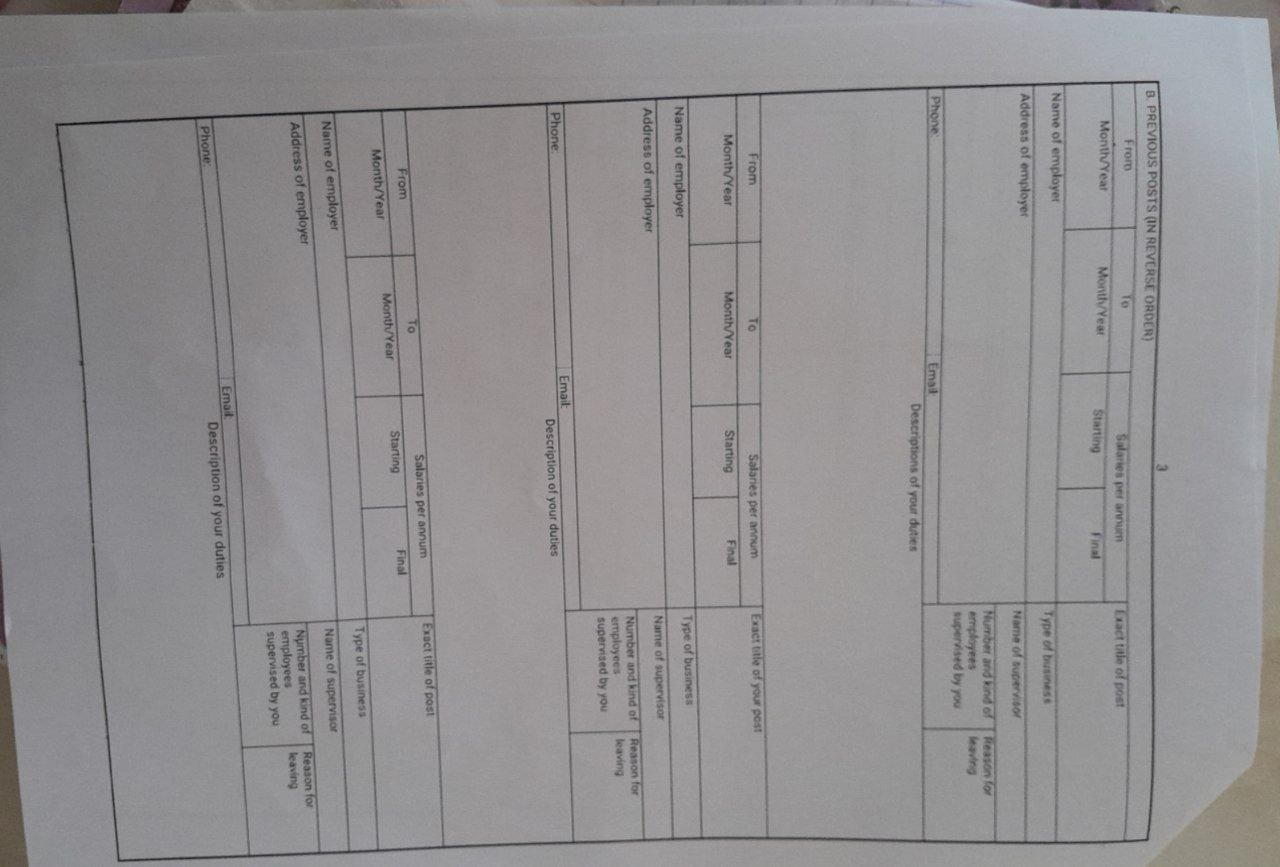 3
B. PREVIOUS POSTS (IN REVERSE ORDER)
From To Salaries per annum Exact title of post
Month/Year Month/Year Starting Final
Name of employer Type of business
Address of employer Name of supervisor
Number and kind of employees supervised by you Reason for leaving
Phone: Email:
Descriptions of your duties
From To Salaries per annum Exact title of your post
Month/Year Month/Year Starting Final
Name of employer Type of business
Address of employer Name of supervisor
Number and kind of employees supervised by you Reason for leaving
Phone: Email:
Description of your duties
From To Salaries per annum Exact title of post
Month/Year Month/Year Starting Final
Name of employer Type of business
Address of employer Name of supervisor
Number and kind of employees supervised by you Reason for leaving
Phone: Email:
Description of your duties